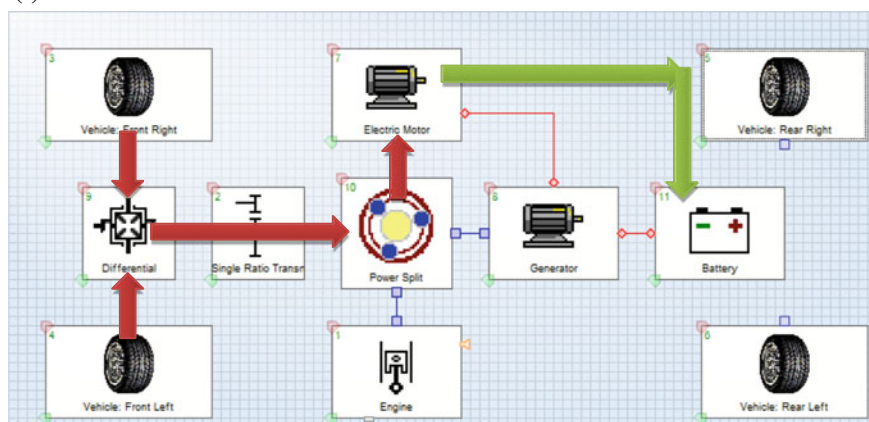 3
Vehicle: Front Right
7
Electric Motor
5
Vehicle: Rear Right
9
Differential
2
Single Ratio Transm
10
Power Split
8
Generator
11
Battery
4
Vehicle: Front Left
1
Engine
6
Vehicle: Rear Left